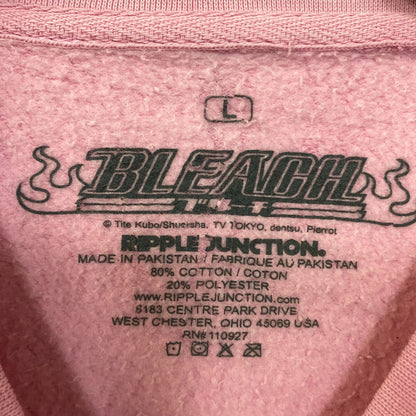 L
BLEACH
© Tite Kubo/Shueisha, TV TOKYO, dentsu, Pierrot
RIPPLE JUNCTION®
MADE IN PAKISTAN / FABRIQUE AU PAKISTAN
80% COTTON / COTON
20% POLYESTER
www.RIPPLEJUNCTION.com
6183 CENTRE PARK DRIVE
WEST CHESTER, OHIO 45069 USA
RN# 110927